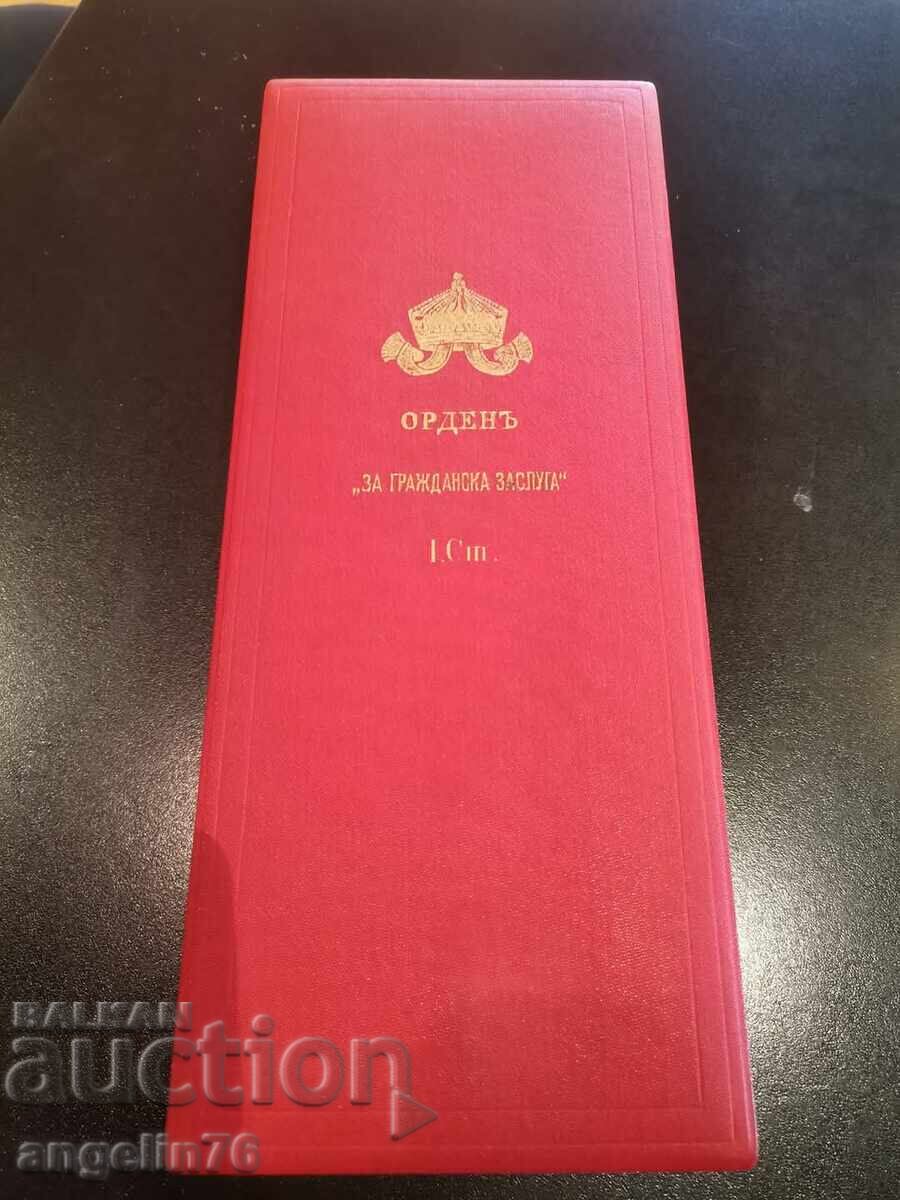 ОРДЕНЪ
„ЗА ГРАЖДАНСКА ЗАСЛУГА“
I.Ст.
BALKAN
auction
angelin76